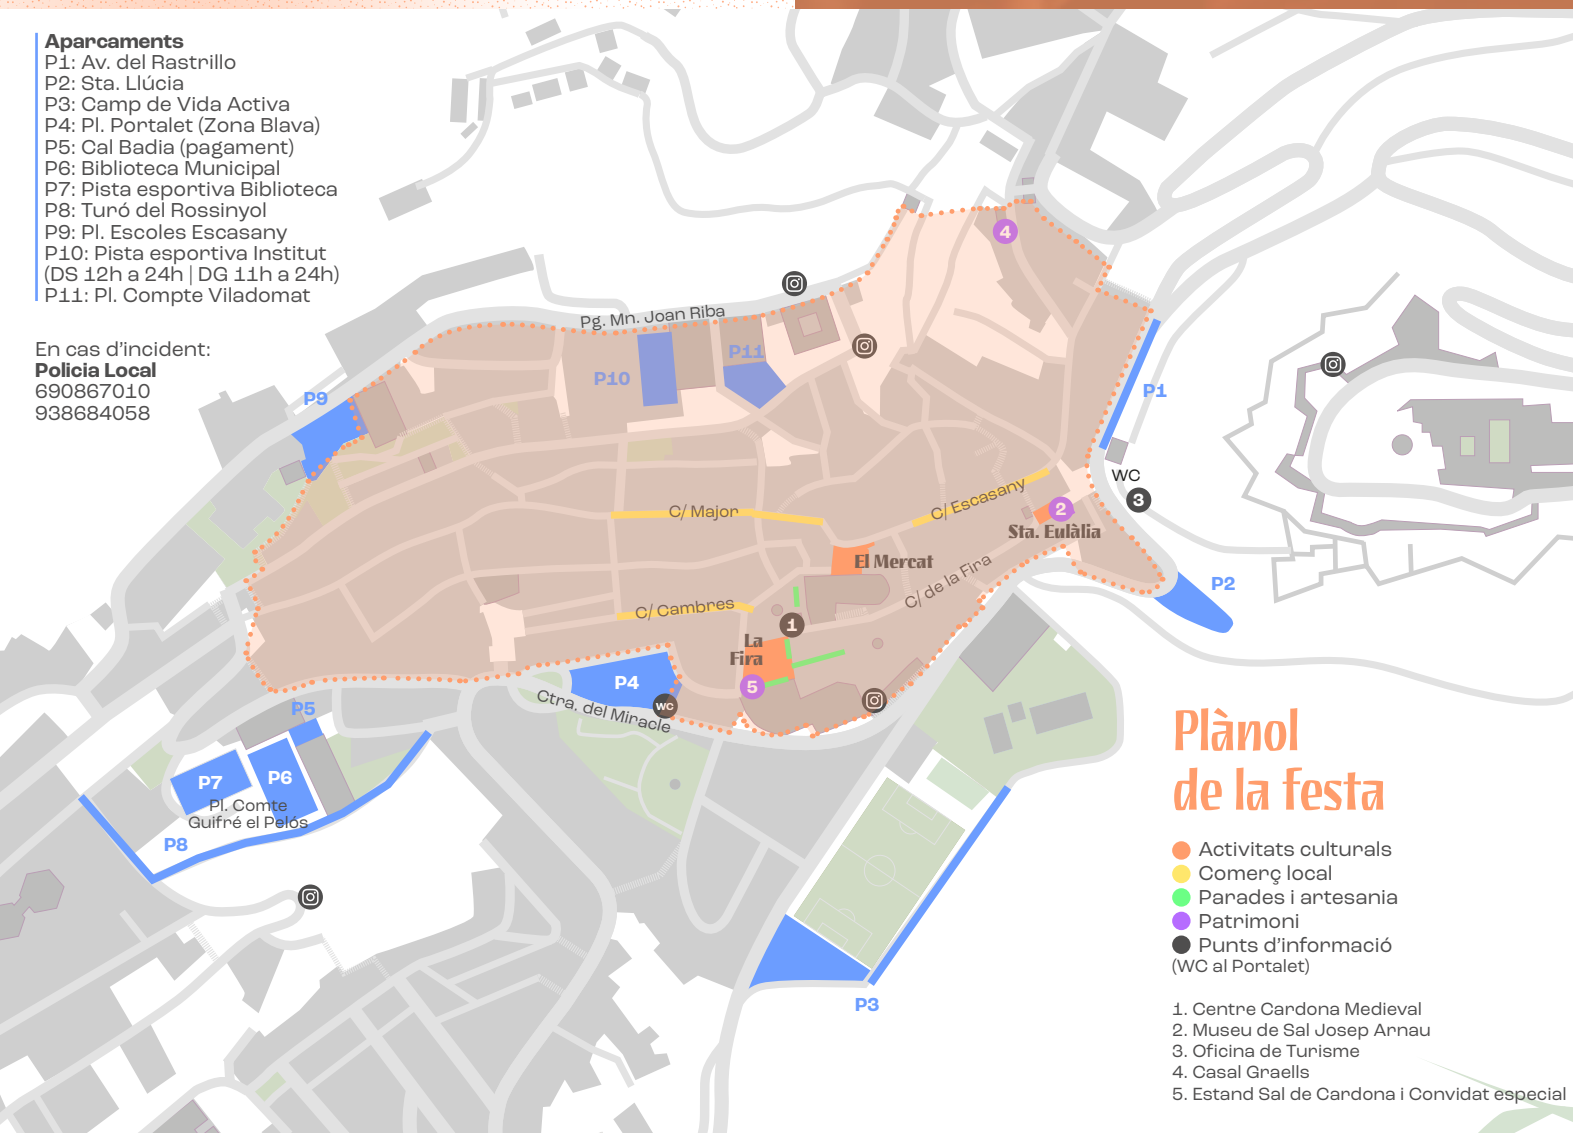 Aparcaments
P1: Av. del Rastrillo
P2: Sta. Llúcia
P3: Camp de Vida Activa
P4: Pl. Portalet (Zona Blava)
P5: Cal Badia (pagament)
P6: Biblioteca Municipal
P7: Pista esportiva Biblioteca
P8: Turó del Rossinyol
P9: Pl. Escoles Escasany
P10: Pista esportiva Institut
(DS 12h a 24h | DG 11h a 24h)
P11: Pl. Compte Viladomat
En cas d'incident:
Policia Local
690867010
938684058
4
Pg. Mn. Joan Riba
P11
P10
P9
P1
WC
3
C/ Major
C/ Escasany
2
Sta. Eulàlia
El Mercat
C/ de la Fira
P2
C/ Cambres
1
La
Fira
P4
5
WC
Ctra. del Miracle
P5
P7
P6
Pl. Comte
Guifré el Pelós
P8
P3
Plànol
de la festa
Activitats culturals
Comerç local
Parades i artesania
Patrimoni
Punts d'informació
(WC al Portalet)
1. Centre Cardona Medieval
2. Museu de Sal Josep Arnau
3. Oficina de Turisme
4. Casal Graells
5. Estand Sal de Cardona i Convidat especial